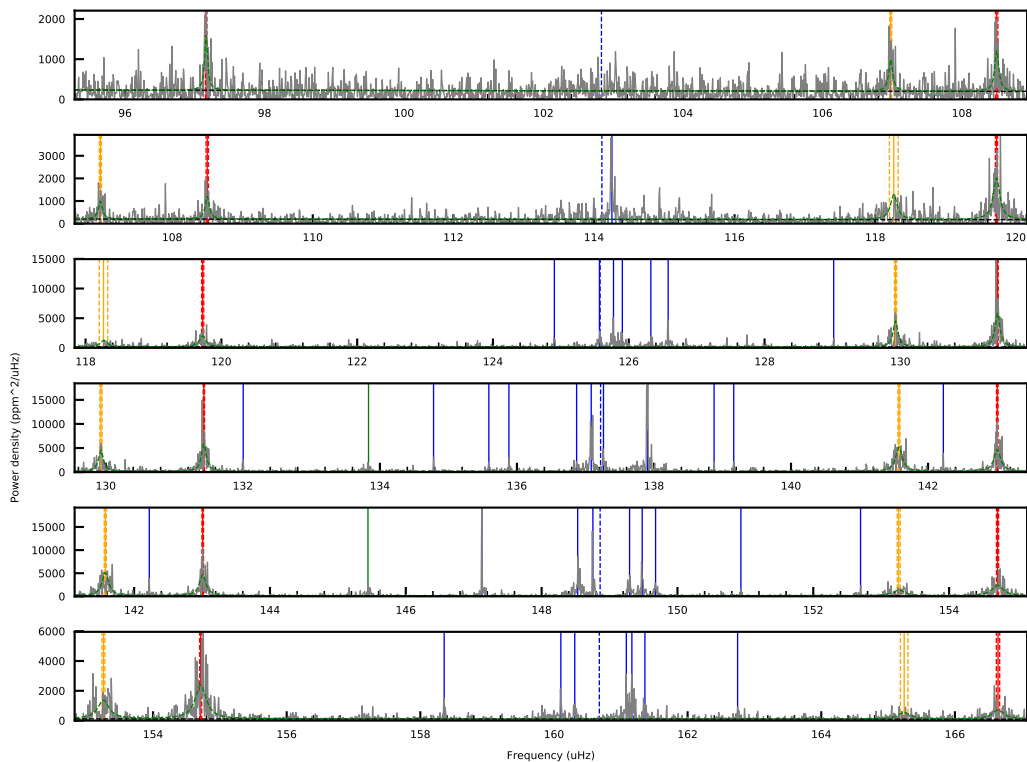 2000
1000
0
96 98 100 102 104 106 108
3000
2000
1000
0
108 110 112 114 116 118 120
15000
10000
5000
0
118 120 122 124 126 128 130
Power density (ppm^2/uHz)
15000
10000
5000
0
130 132 134 136 138 140 142
15000
10000
5000
0
142 144 146 148 150 152 154
6000
4000
2000
0
154 156 158 160 162 164 166
Frequency (uHz)